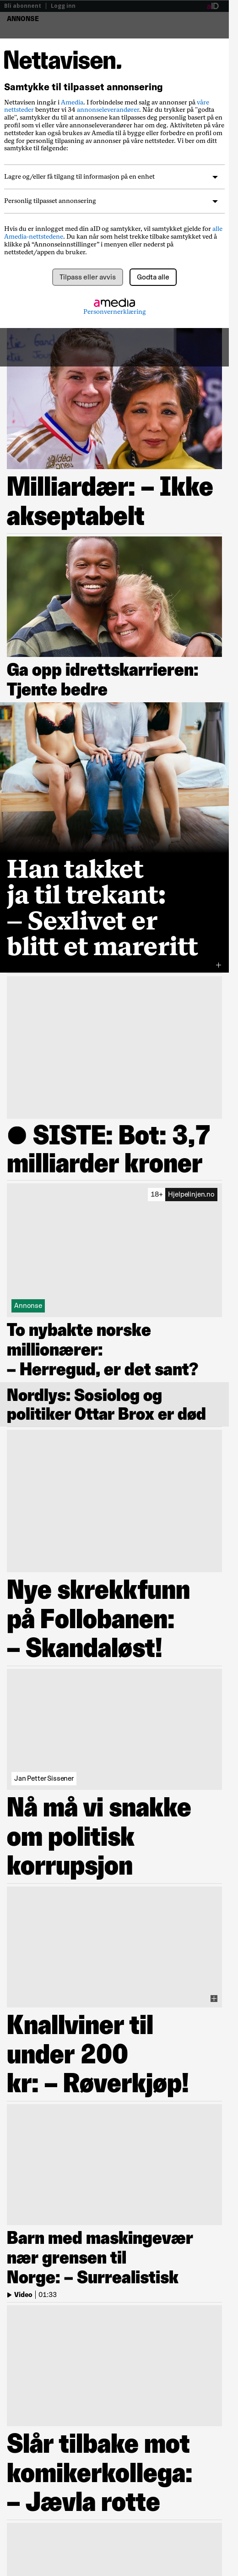 Bli abonnent | Logg inn
aiD
ANNONSE
Nettavisen.
Samtykke til tilpasset annonsering
Nettavisen inngår i Amedia. I forbindelse med salg av annonser på våre
nettsteder benytter vi 34 annonseleverandører. Når du trykker på "godta
alle", samtykker du til at annonsene kan tilpasses deg personlig basert på en
profil om deg på våre annonseleverandørers nettverk. Aktiviteten din på våre
nettsteder kan også brukes av Amedia til å bygge eller forbedre en profil om
deg for personlig tilpasning av annonser på våre nettsteder. Vi ber om ditt
samtykke til følgende:
Lagre og/eller få tilgang til informasjon på en enhet
Personlig tilpasset annonsering
Hvis du er innlogget med din aID og samtykker, vil samtykket gjelde for alle
Amedia-nettstedene. Du kan når som helst trekke tilbake samtykket ved å
klikke på “Annonseinnstillinger” i menyen eller nederst på
nettstedet/appen du bruker.
Tilpass eller avvis
Godta alle
amedia
Personvernerklæring
Milliardær: – Ikke
akseptabelt
Ga opp idrettskarrieren:
Tjente bedre
Han takket
ja til trekant:
– Sexlivet er
blitt et mareritt
● SISTE: Bot: 3,7
milliarder kroner
18+ Hjelpelinjen.no
Annonse
To nybakte norske
millionærer:
– Herregud, er det sant?
Nordlys: Sosiolog og
politiker Ottar Brox er død
Nye skrekkfunn
på Follobanen:
– Skandaløst!
Jan Petter Sissener
Nå må vi snakke
om politisk
korrupsjon
Knallviner til
under 200
kr: – Røverkjøp!
Barn med maskingevær
nær grensen til
Norge: – Surrealistisk
Video | 01:33
Slår tilbake mot
komikerkollega:
– Jævla rotte